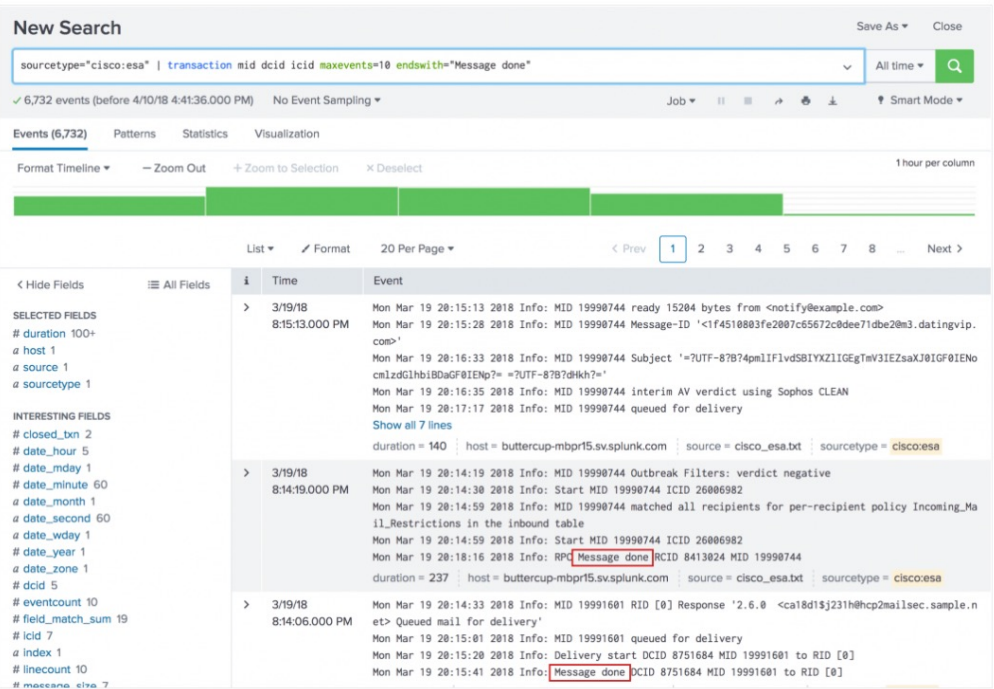 New Search
Save As
Close
sourcetype="cisco:esa" | transaction mid dcid icid maxevents=10 endswith="Message done"
All time
6,732 events (before 4/10/18 4:41:36.000 PM)
No Event Sampling
Job
Smart Mode
Events (6,732)
Patterns
Statistics
Visualization
Format Timeline
— Zoom Out
+ Zoom to Selection
× Deselect
1 hour per column
List
Format
20 Per Page
< Prev
1 2 3 4 5 6 7 8 ...
Next >
< Hide Fields
All Fields
i
Time
Event
SELECTED FIELDS
# duration 100+
a host 1
a source 1
a sourcetype 1
INTERESTING FIELDS
# closed_txn 2
# date_hour 5
# date_mday 1
# date_minute 60
a date_month 1
# date_second 60
a date_wday 1
# date_year 1
a date_zone 1
# dcid 5
# eventcount 10
# field_match_sum 19
# icid 7
a index 1
# linecount 10
# message_size 7
> 3/19/18
8:15:13.000 PM
Mon Mar 19 20:15:13 2018 Info: MID 19990744 ready 15204 bytes from <notify@example.com>
Mon Mar 19 20:15:28 2018 Info: MID 19990744 Message-ID '<1f4510803fe2007c65672c0dee71dbe20m3.datingvip.
com>'
Mon Mar 19 20:16:33 2018 Info: MID 19990744 Subject '=?UTF-8?B?4pmlIFlvdSBIYXZlIGEgTmV3IEZsaXJ0IGF0IENo
cmlzdGlhbiBDaGF0IENp?= =?UTF-8?B?dHkh?='
Mon Mar 19 20:16:35 2018 Info: MID 19990744 interim AV verdict using Sophos CLEAN
Mon Mar 19 20:17:17 2018 Info: MID 19990744 queued for delivery
Show all 7 lines
duration = 140 host = buttercup-mbpr15.sv.splunk.com source = cisco_esa.txt sourcetype = cisco:esa
> 3/19/18
8:14:19.000 PM
Mon Mar 19 20:14:19 2018 Info: MID 19990744 Outbreak Filters: verdict negative
Mon Mar 19 20:14:30 2018 Info: Start MID 19990744 ICID 26006982
Mon Mar 19 20:14:59 2018 Info: MID 19990744 matched all recipients for per-recipient policy Incoming_Ma
il_Restrictions in the inbound table
Mon Mar 19 20:14:59 2018 Info: Start MID 19990744 ICID 26006982
Mon Mar 19 20:18:16 2018 Info: RPC Message done RCID 8413024 MID 19990744
duration = 237 host = buttercup-mbpr15.sv.splunk.com source = cisco_esa.txt sourcetype = cisco:esa
> 3/19/18
8:14:06.000 PM
Mon Mar 19 20:14:33 2018 Info: MID 19991601 RID [0] Response '2.6.0 <ca18d1$j231h@hcp2mailsec.sample.n
et> Queued mail for delivery'
Mon Mar 19 20:15:01 2018 Info: MID 19991601 queued for delivery
Mon Mar 19 20:15:20 2018 Info: Delivery start DCID 8751684 MID 19991601 to RID [0]
Mon Mar 19 20:15:41 2018 Info: Message done DCID 8751684 MID 19991601 to RID [0]